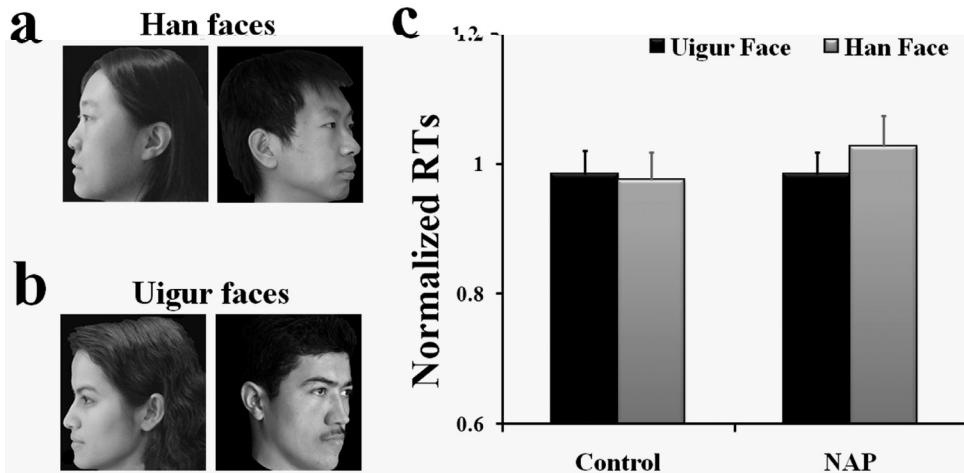 a
Han faces
b
Uigur faces
c
1.2
Uigur Face
Han Face
Normalized RTs
1
0.8
0.6
Control
NAP